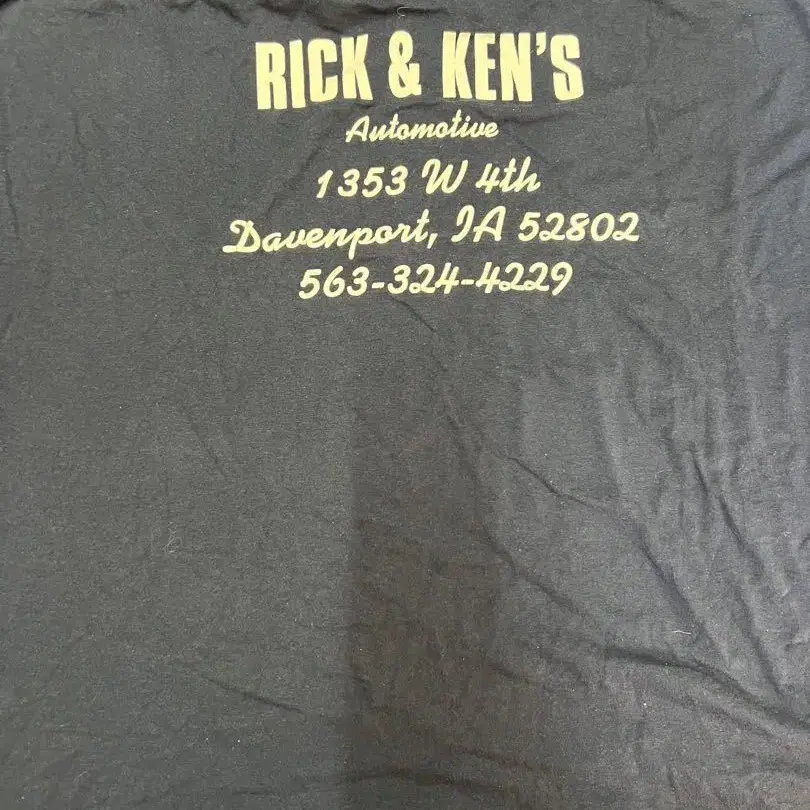 RICK & KEN'S
Automotive
1353 W 4th
Davenport, IA 52802
563-324-4229